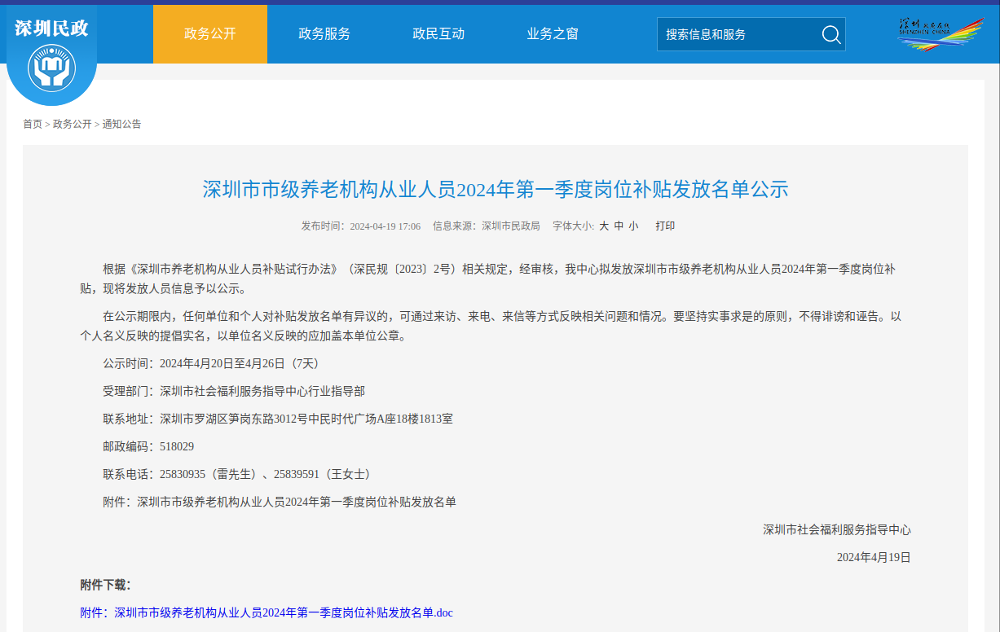 深圳民政
政务公开
政务服务
政民互动
业务之窗
搜索信息和服务
深圳政府在线
SHENZHEN CHINA
首页 > 政务公开 > 通知公告
深圳市市级养老机构从业人员2024年第一季度岗位补贴发放名单公示
发布时间：2024-04-19 17:06 信息来源：深圳市民政局 字体大小: 大 中 小 打印
根据《深圳市养老机构从业人员补贴试行办法》（深民规〔2023〕2号）相关规定，经审核，我中心拟发放深圳市市级养老机构从业人员2024年第一季度岗位补
贴，现将发放人员信息予以公示。
在公示期限内，任何单位和个人对补贴发放名单有异议的，可通过来访、来电、来信等方式反映相关问题和情况。要坚持实事求是的原则，不得诽谤和诬告。以
个人名义反映的提倡实名，以单位名义反映的应加盖本单位公章。
公示时间：2024年4月20日至4月26日（7天）
受理部门：深圳市社会福利服务指导中心行业指导部
联系地址：深圳市罗湖区笋岗东路3012号中民时代广场A座18楼1813室
邮政编码：518029
联系电话：25830935（雷先生）、25839591（王女士）
附件：深圳市市级养老机构从业人员2024年第一季度岗位补贴发放名单
深圳市社会福利服务指导中心
2024年4月19日
附件下载：
附件：深圳市市级养老机构从业人员2024年第一季度岗位补贴发放名单.doc